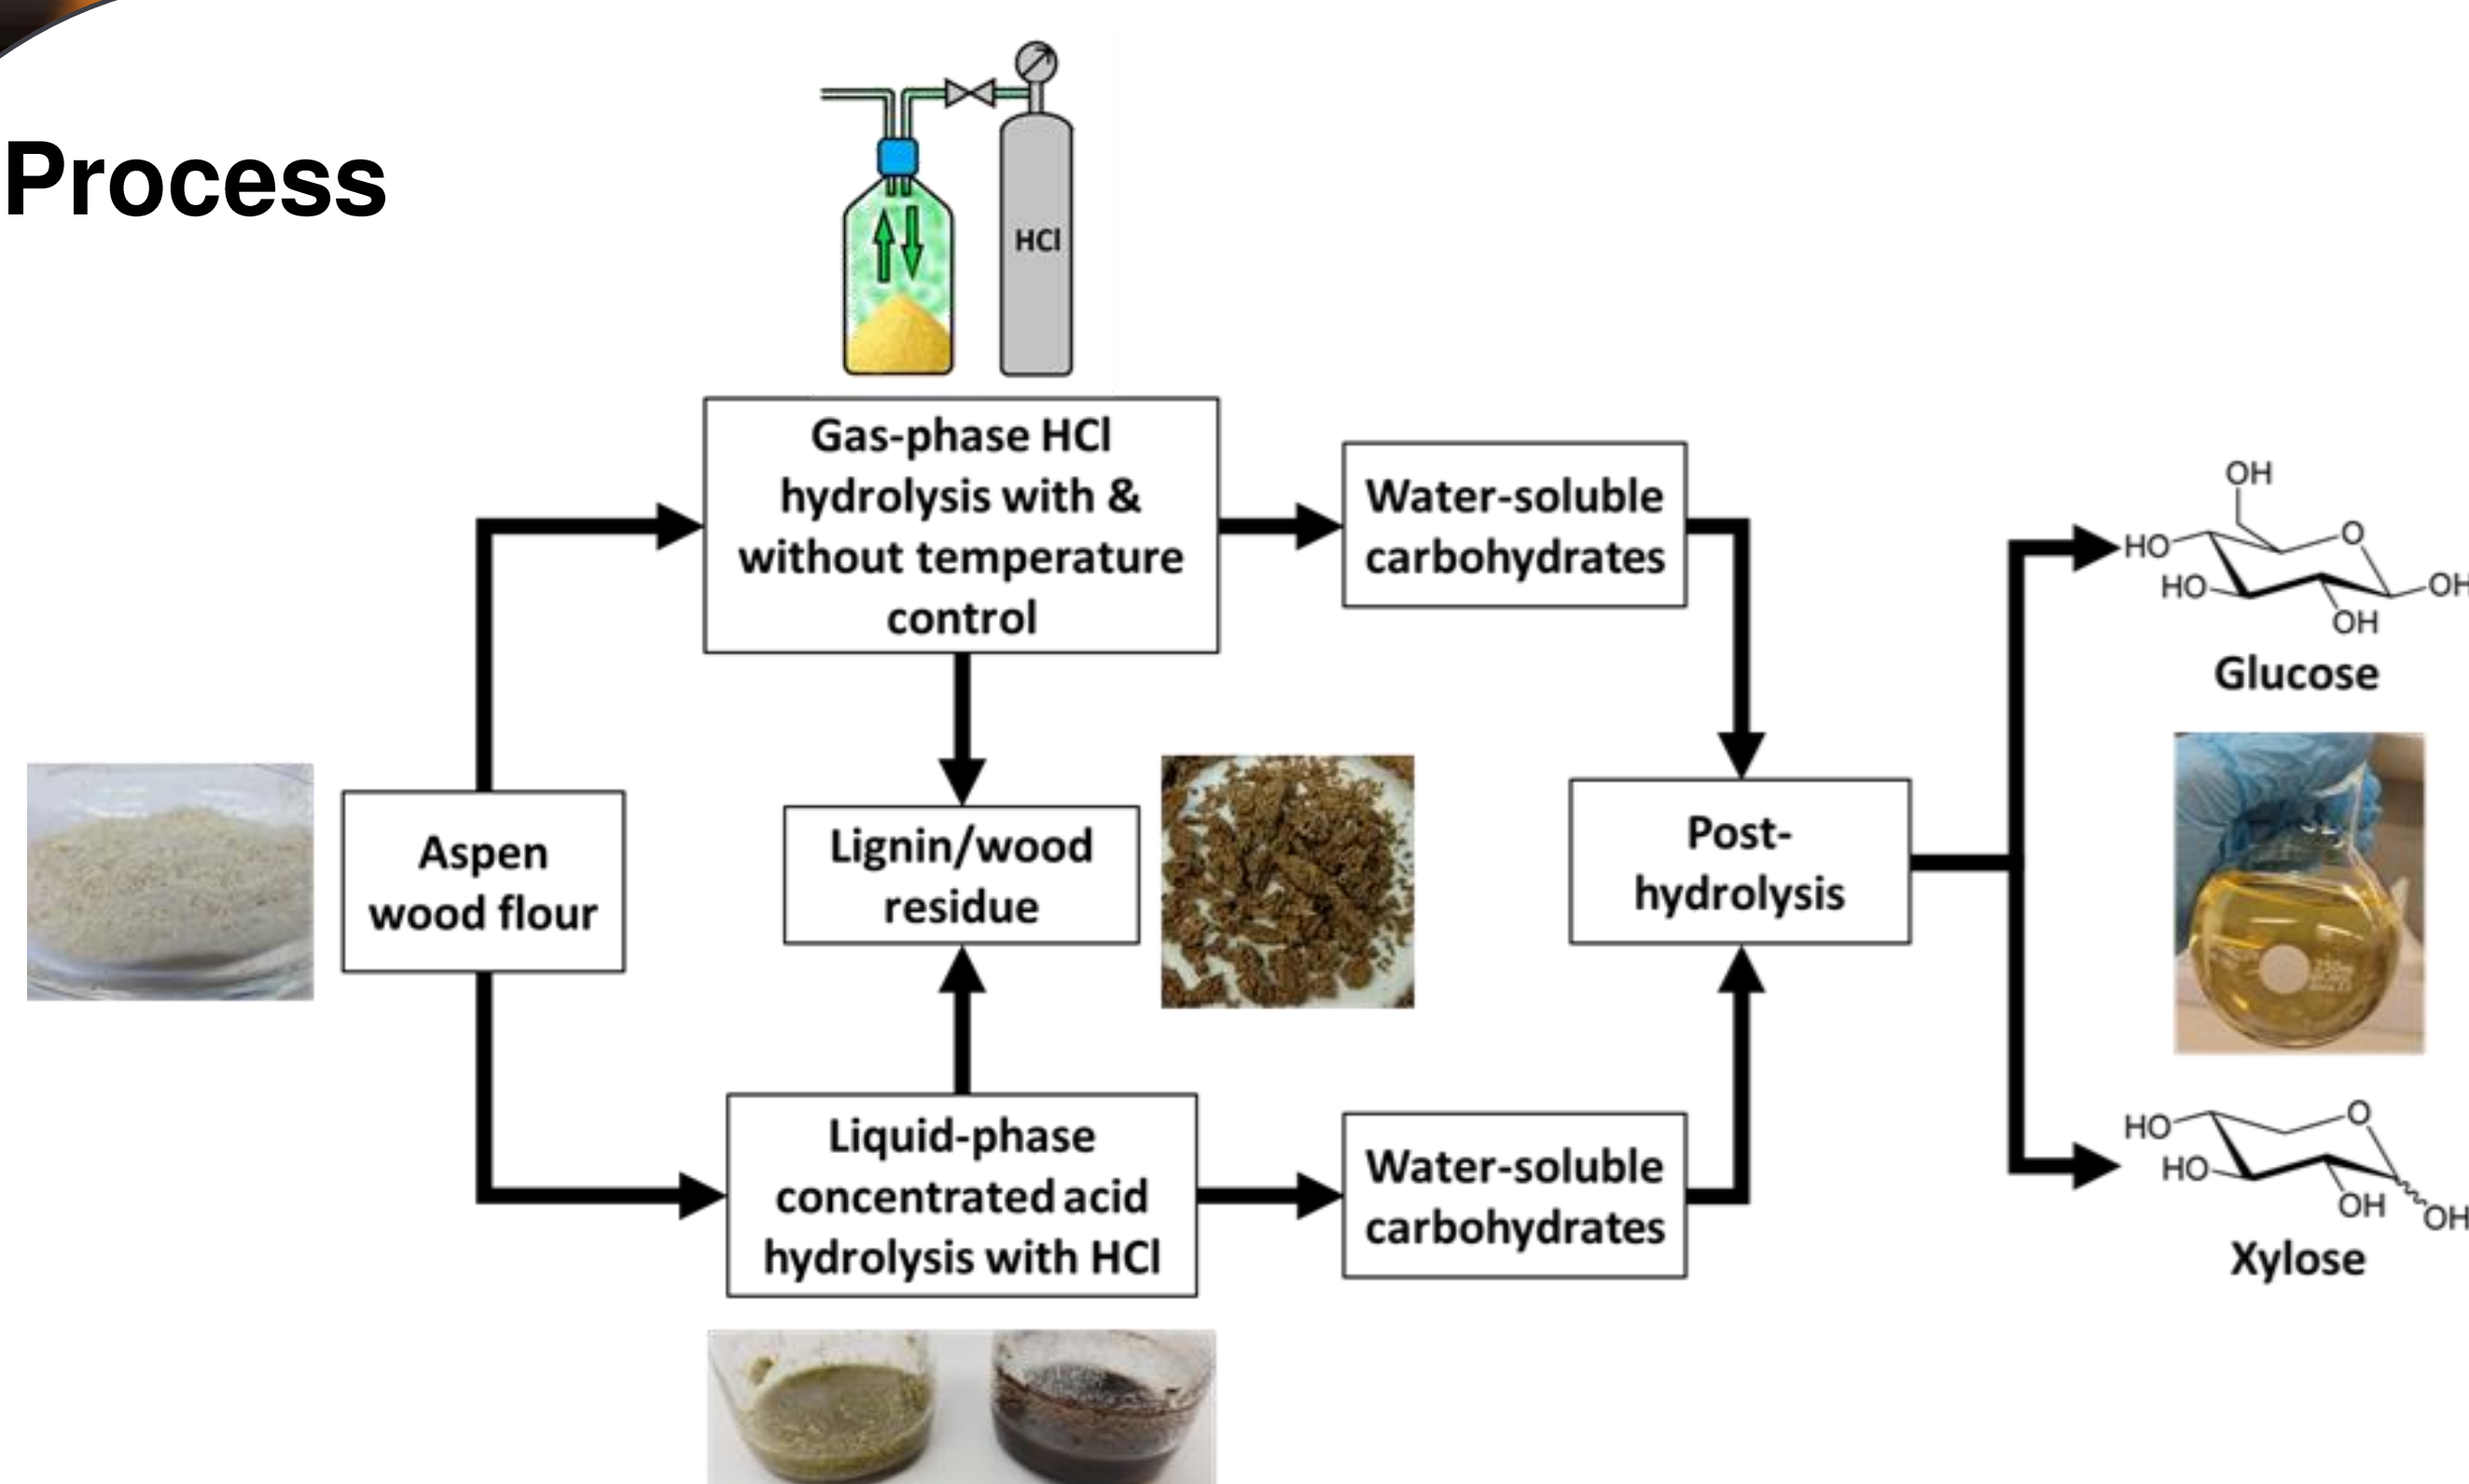 Process
HCl
Gas-phase HCl
hydrolysis with &
without temperature
control
Water-soluble
carbohydrates
OH
O
HO
HO
OH
OH
Glucose
Aspen
wood flour
Lignin/wood
residue
Post-
hydrolysis
Liquid-phase
concentrated acid
hydrolysis with HCl
Water-soluble
carbohydrates
O
HO
HO
OH
OH
Xylose